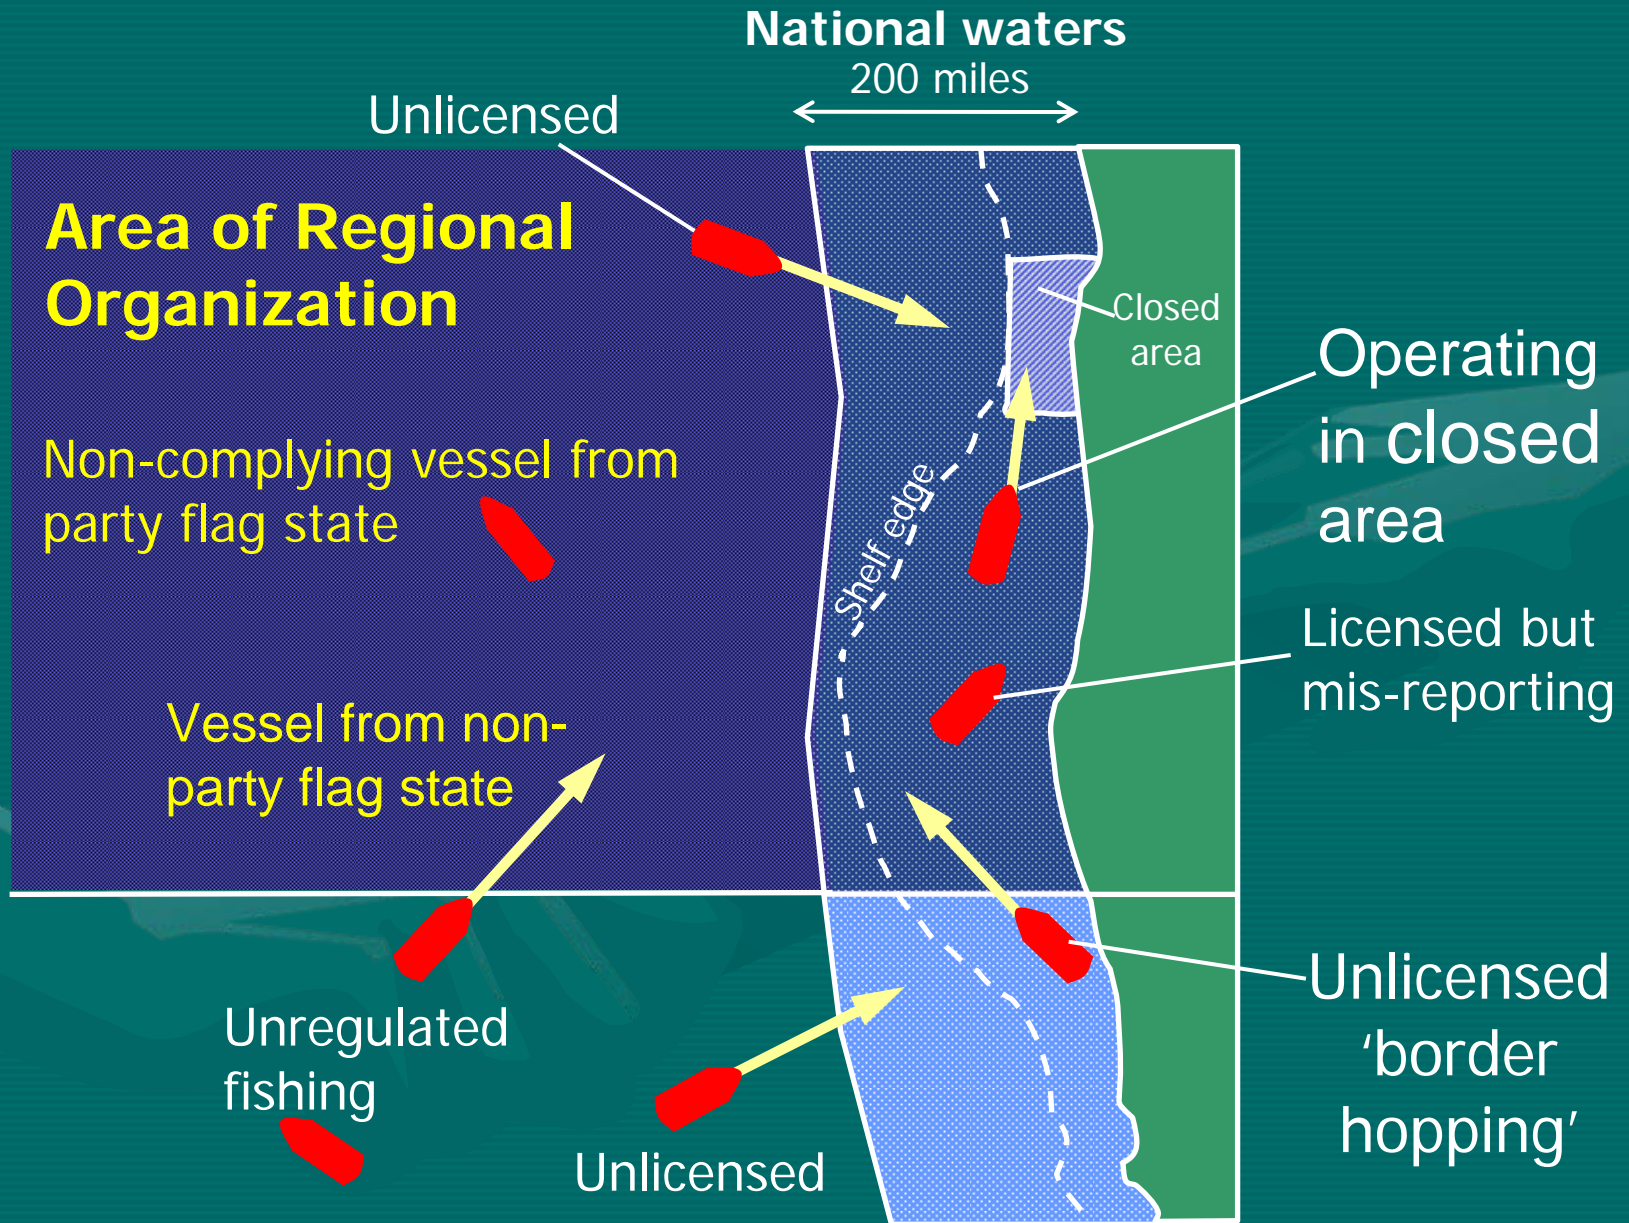 National waters
200 miles
Unlicensed
Area of Regional
Organization
Closed
area
Operating
in closed
area
Non-complying vessel from
party flag state
Shelf edge
Licensed but
mis-reporting
Vessel from non-
party flag state
Unregulated
fishing
Unlicensed
Unlicensed
‘border
hopping’